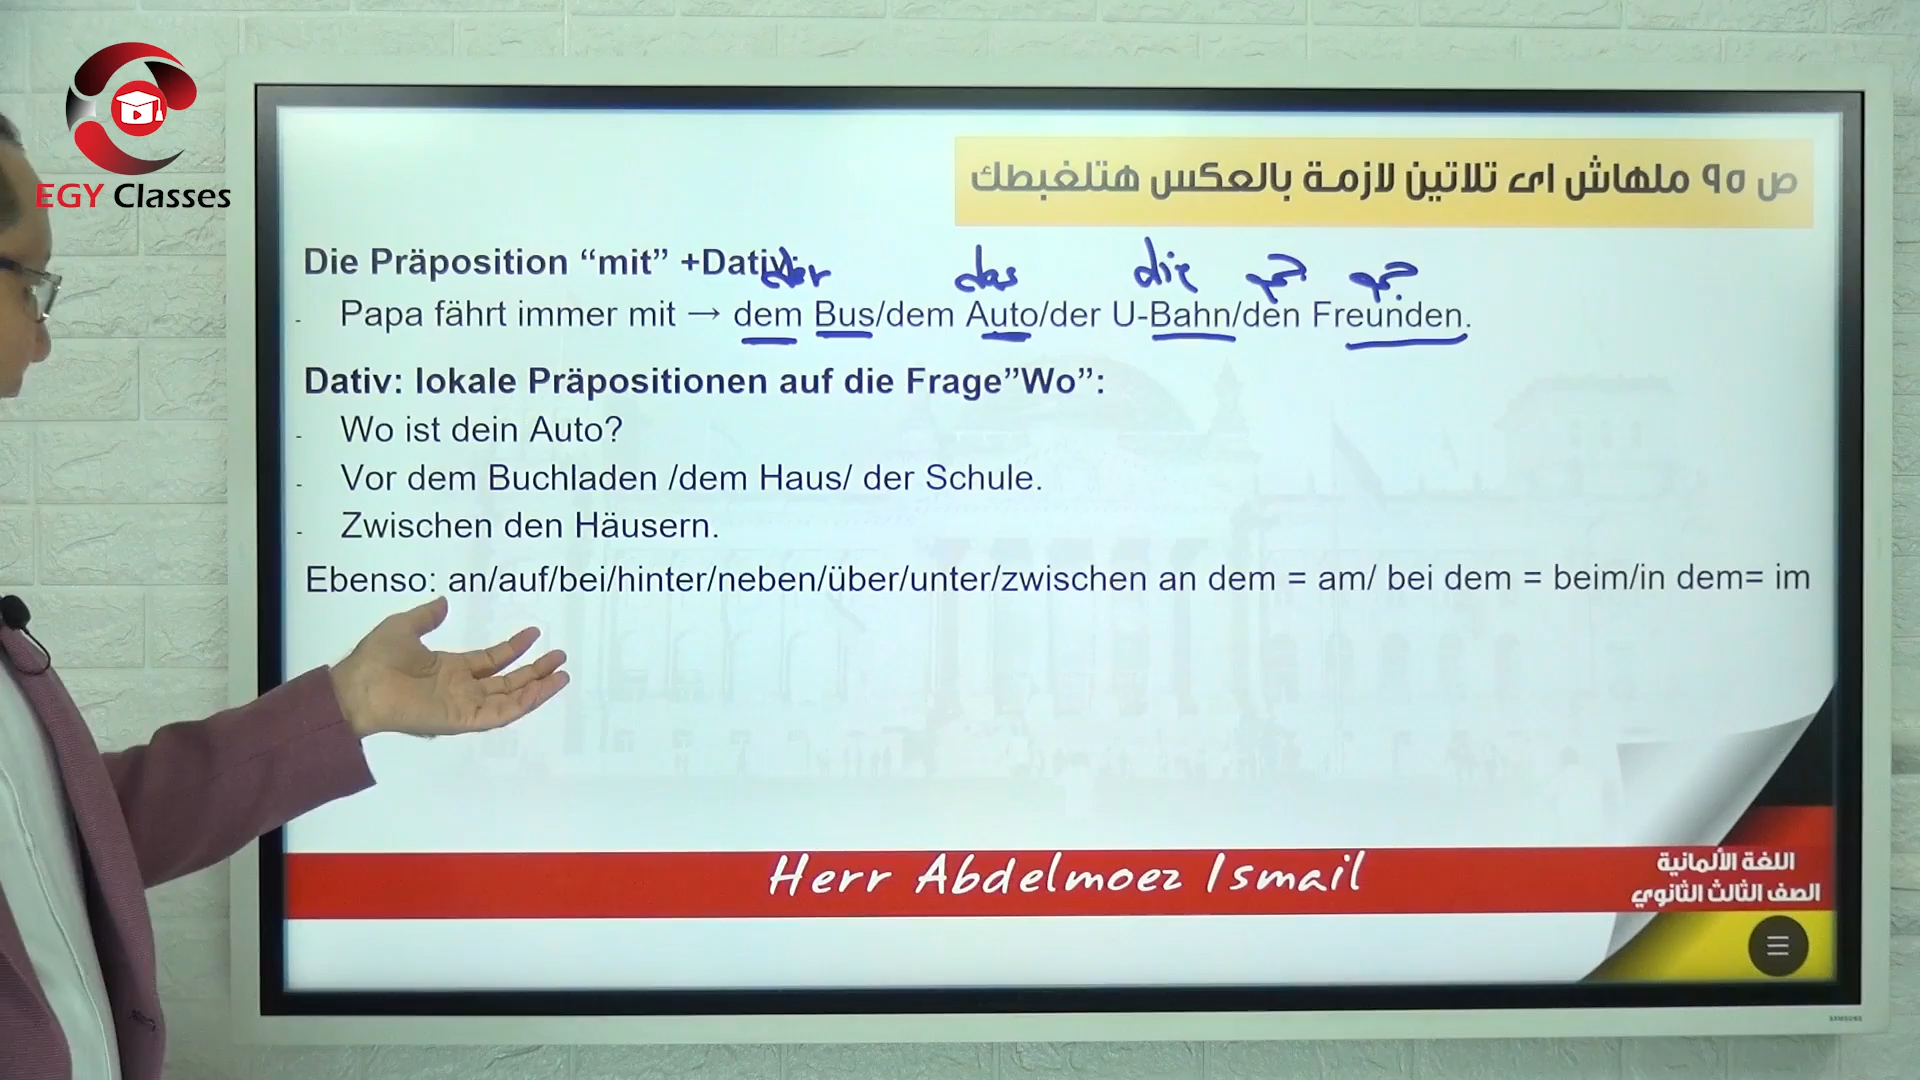 EGY Classes
ص ٩٥ ملهاش اى تلاتين لازمة بالعكس هتلغبطك
Die Präposition “mit” +Dativ:
der das die جمع جمع
- Papa fährt immer mit → dem Bus/dem Auto/der U-Bahn/den Freunden.
Dativ: lokale Präpositionen auf die Frage”Wo”:
- Wo ist dein Auto?
- Vor dem Buchladen /dem Haus/ der Schule.
- Zwischen den Häusern.
Ebenso: an/auf/bei/hinter/neben/über/unter/zwischen an dem = am/ bei dem = beim/in dem= im
Herr Abdelmoez Ismail
اللغة الألمانية
الصف الثالث الثانوي
SAMSUNG